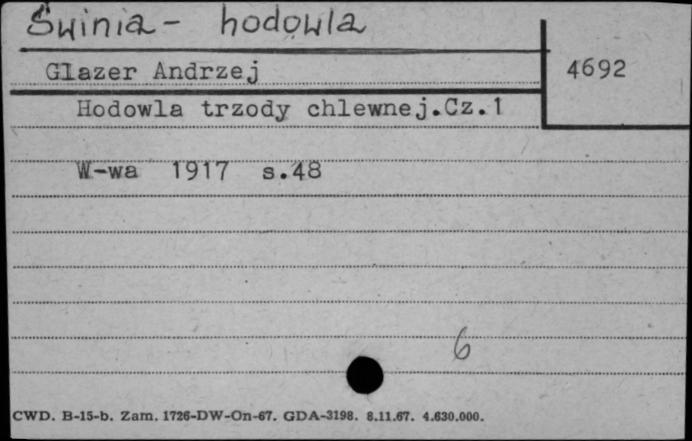 Świnia - hodowla
Glazer Andrzej
4692
Hodowla trzody chlewnej.Cz.1
W-wa 1917 s.48
6
CWD. B-15-b. Zam. 1726-DW-On-67. GDA-3198. 8.11.67. 4.630.000.